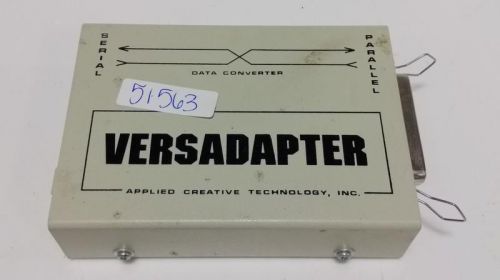 SERIAL
PARALLEL
DATA CONVERTER
51563
VERSADAPTER
APPLIED CREATIVE TECHNOLOGY, INC.